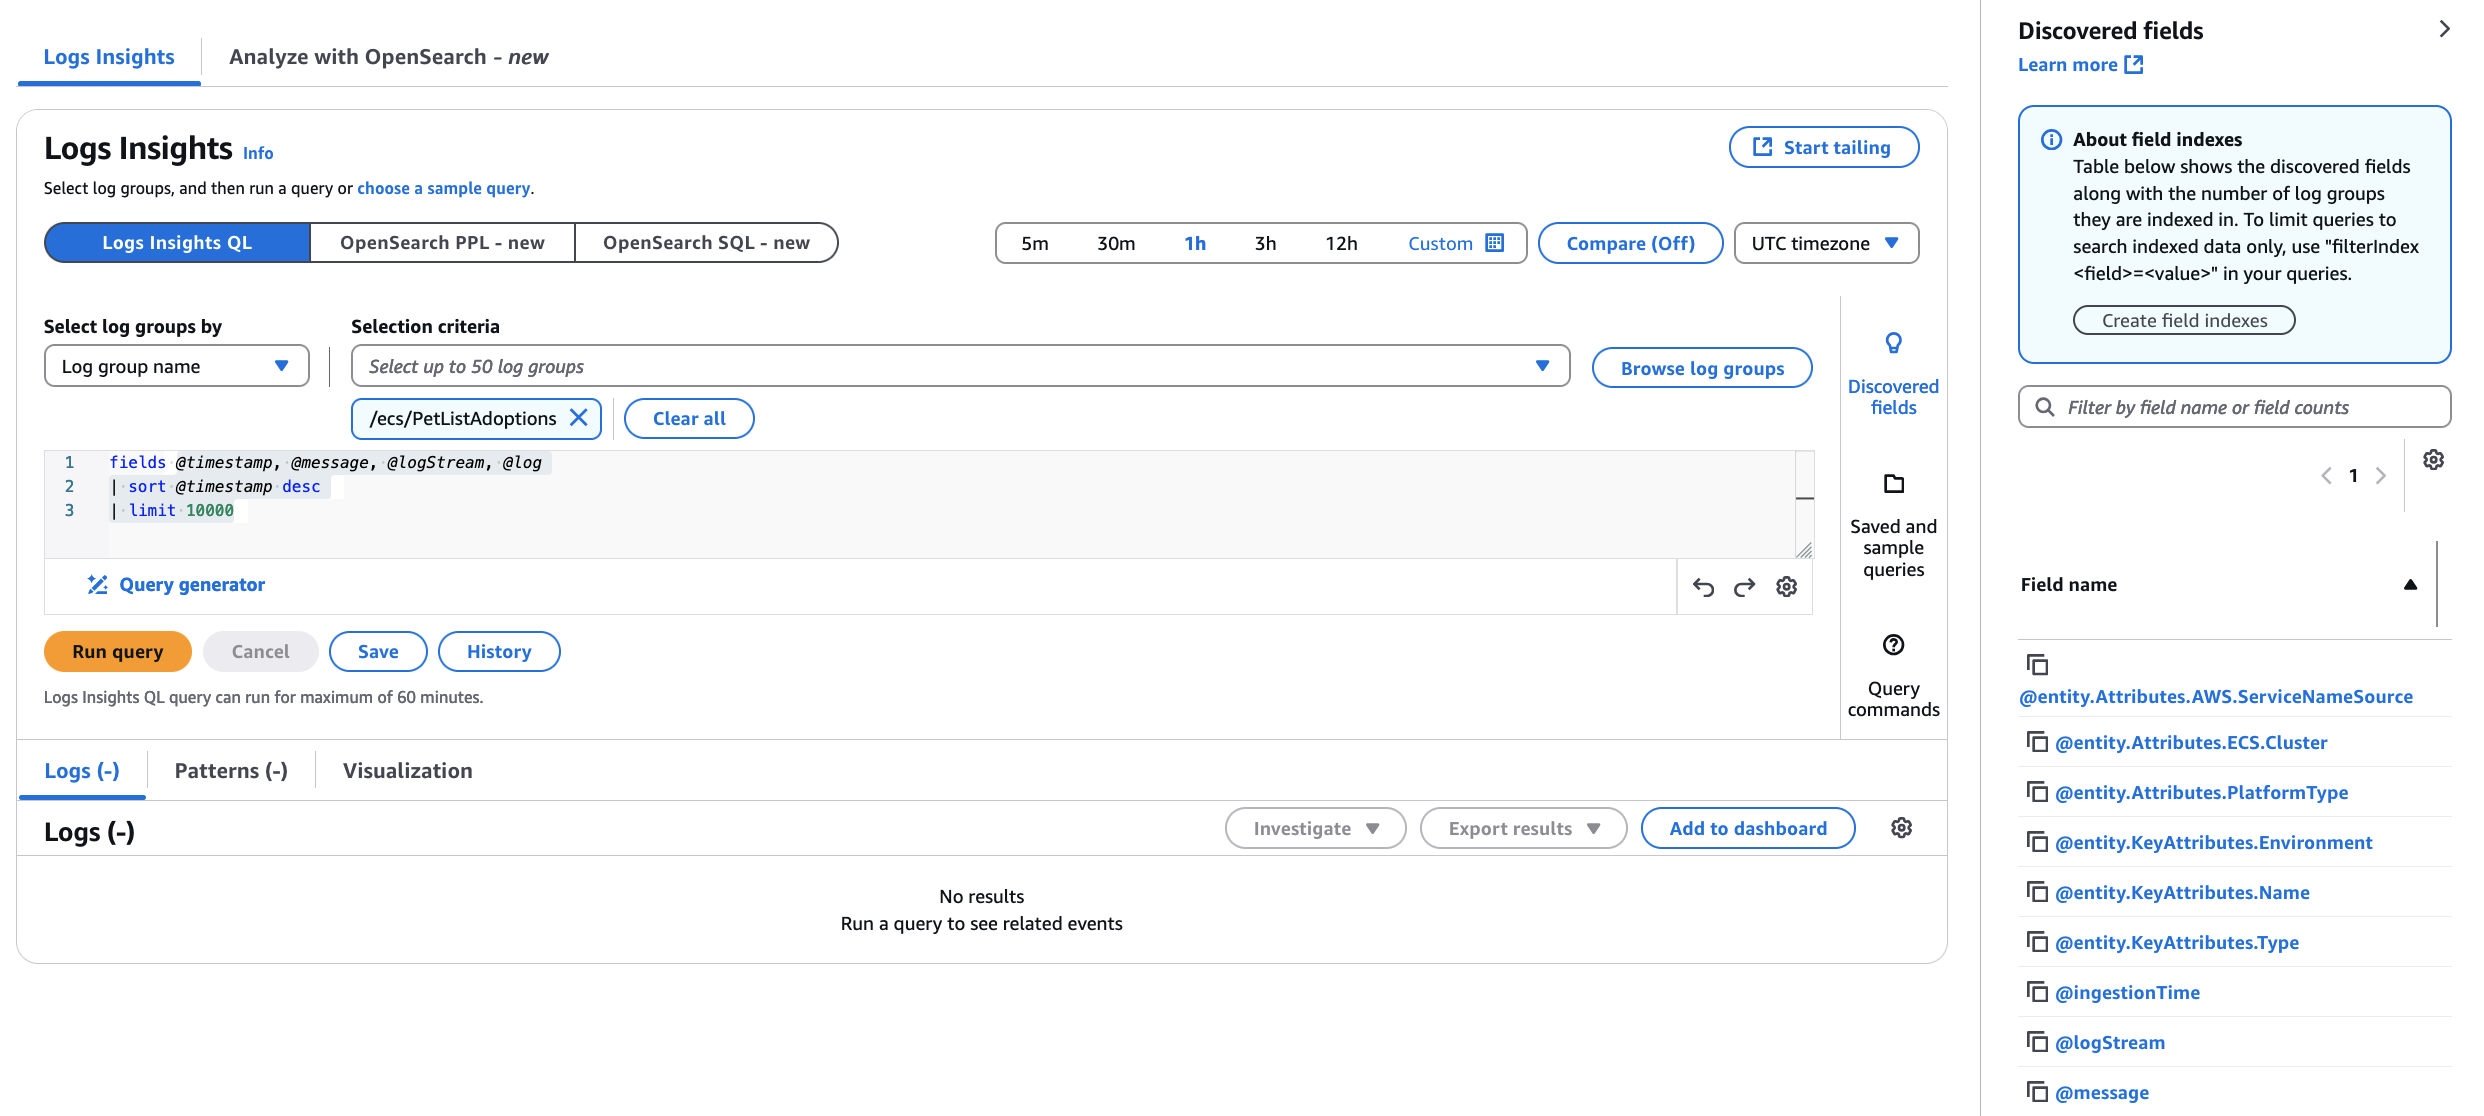 Logs Insights
Analyze with OpenSearch - new
Logs Insights Info
Start tailing
Select log groups, and then run a query or choose a sample query.
Logs Insights QL
OpenSearch PPL - new
OpenSearch SQL - new
5m 30m 1h 3h 12h Custom
Compare (Off)
UTC timezone
Select log groups by
Selection criteria
Log group name
Select up to 50 log groups
Browse log groups
/ecs/PetListAdoptions
Clear all
1 fields @timestamp, @message, @logStream, @log
2 | sort @timestamp desc
3 | limit 10000
Query generator
Run query
Cancel
Save
History
Logs Insights QL query can run for maximum of 60 minutes.
Discovered
fields
Saved and
sample
queries
Query
commands
Logs (-)
Patterns (-)
Visualization
Logs (-)
Investigate
Export results
Add to dashboard
No results
Run a query to see related events
Discovered fields
Learn more
About field indexes
Table below shows the discovered fields
along with the number of log groups
they are indexed in. To limit queries to
search indexed data only, use "filterIndex
<field>=<value>" in your queries.
Create field indexes
Filter by field name or field counts
1
Field name
@entity.Attributes.AWS.ServiceNameSource
@entity.Attributes.ECS.Cluster
@entity.Attributes.PlatformType
@entity.KeyAttributes.Environment
@entity.KeyAttributes.Name
@entity.KeyAttributes.Type
@ingestionTime
@logStream
@message